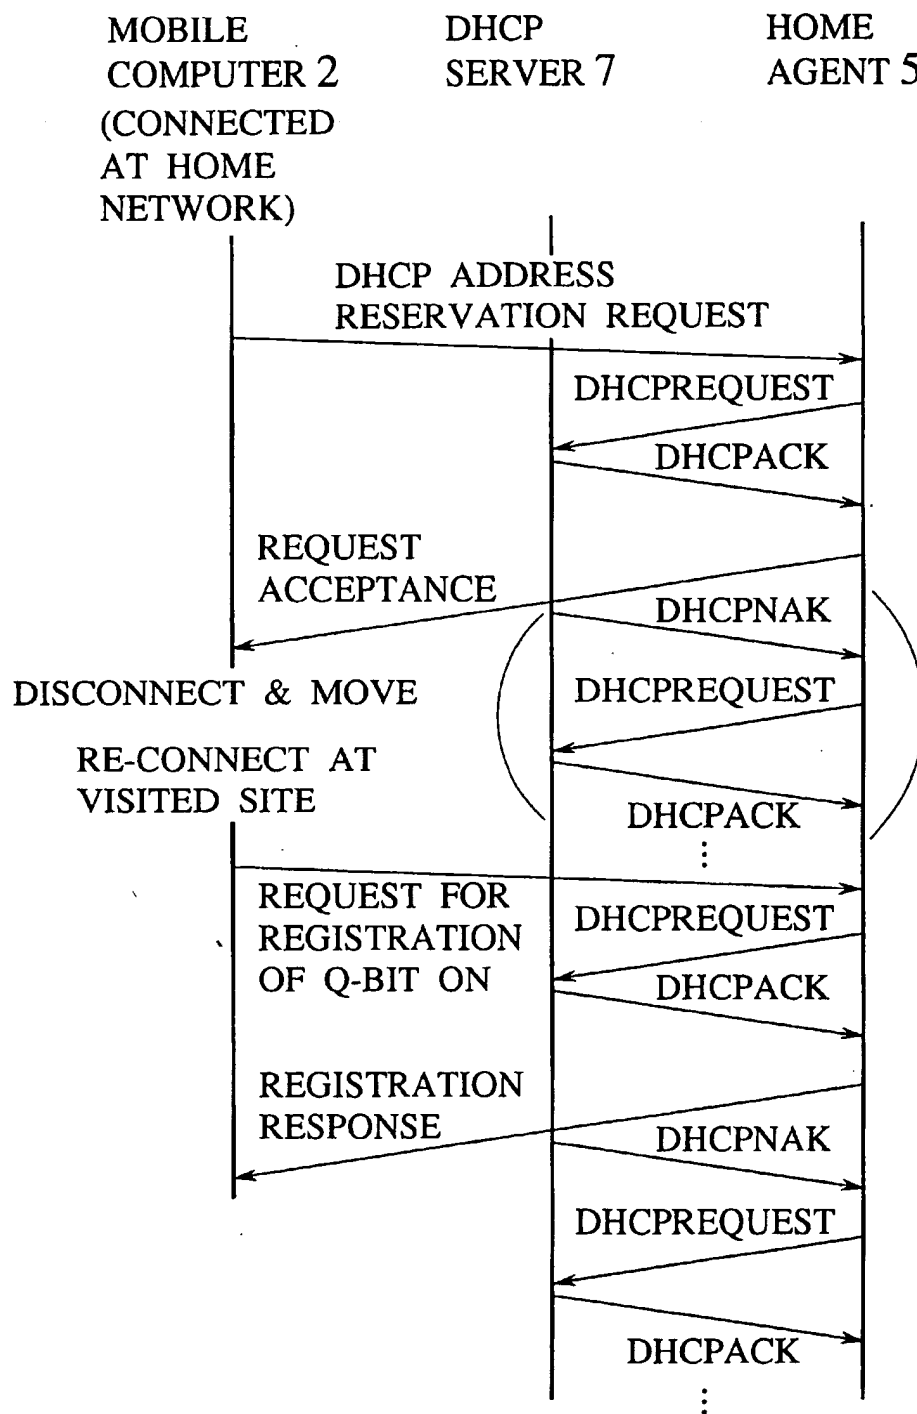 MOBILE
COMPUTER 2
(CONNECTED
AT HOME
NETWORK)
DHCP
SERVER 7
HOME
AGENT 5
DHCP ADDRESS
RESERVATION REQUEST
DHCPREQUEST
DHCPACK
REQUEST
ACCEPTANCE
DHCPNAK
DISCONNECT & MOVE
DHCPREQUEST
RE-CONNECT AT
VISITED SITE
DHCPACK
⋮
REQUEST FOR
REGISTRATION
OF Q-BIT ON
DHCPREQUEST
DHCPACK
REGISTRATION
RESPONSE
DHCPNAK
DHCPREQUEST
DHCPACK
⋮